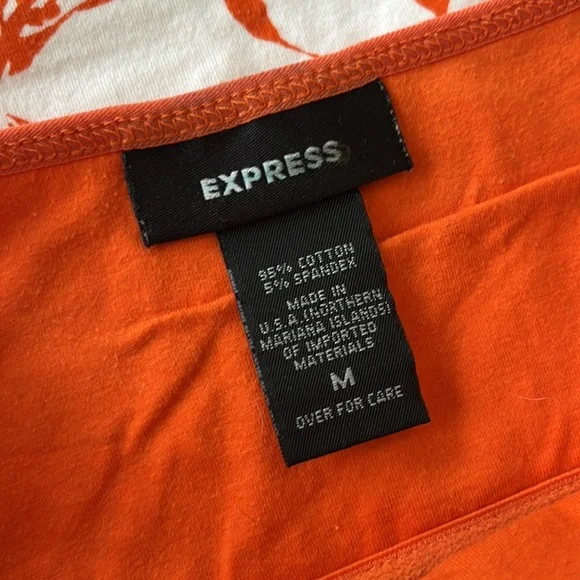 EXPRESS
95% COTTON
5% SPANDEX
MADE IN
U.S.A (NORTHERN
MARIANA ISLANDS)
OF IMPORTED
MATERIALS
M
OVER FOR CARE